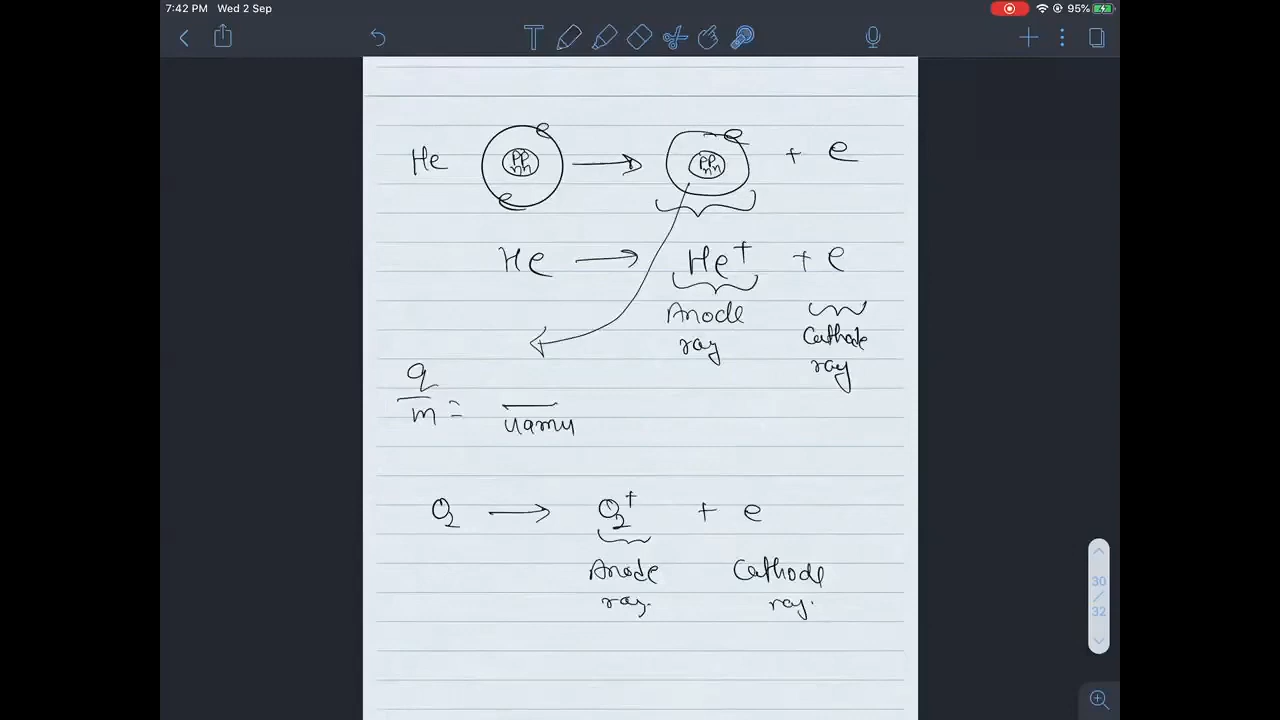 7:42 PM Wed 2 Sep 95%
T
e e
He pp nn → pp nn + e
e
He → He+ + e
Anode ray Cathode ray
q/m = /4amu
O2 → O2+ + e
Anode ray. Cathode ray.
30 / 32